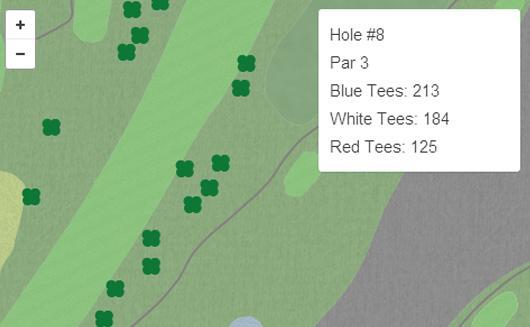 +
−
Hole #8
Par 3
Blue Tees: 213
White Tees: 184
Red Tees: 125